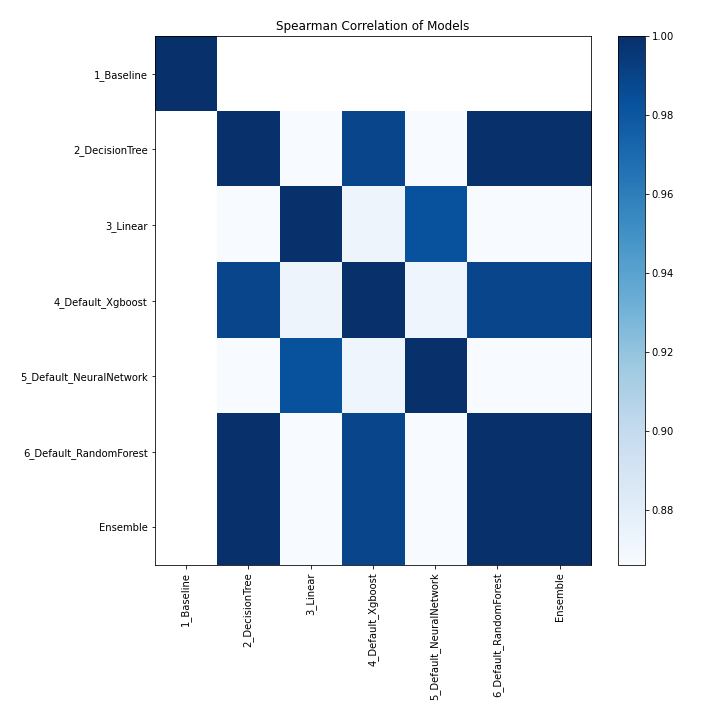 Spearman Correlation of Models
1_Baseline
2_DecisionTree
3_Linear
4_Default_Xgboost
5_Default_NeuralNetwork
6_Default_RandomForest
Ensemble
1_Baseline
2_DecisionTree
3_Linear
4_Default_Xgboost
5_Default_NeuralNetwork
6_Default_RandomForest
Ensemble
1.00
0.98
0.96
0.94
0.92
0.90
0.88